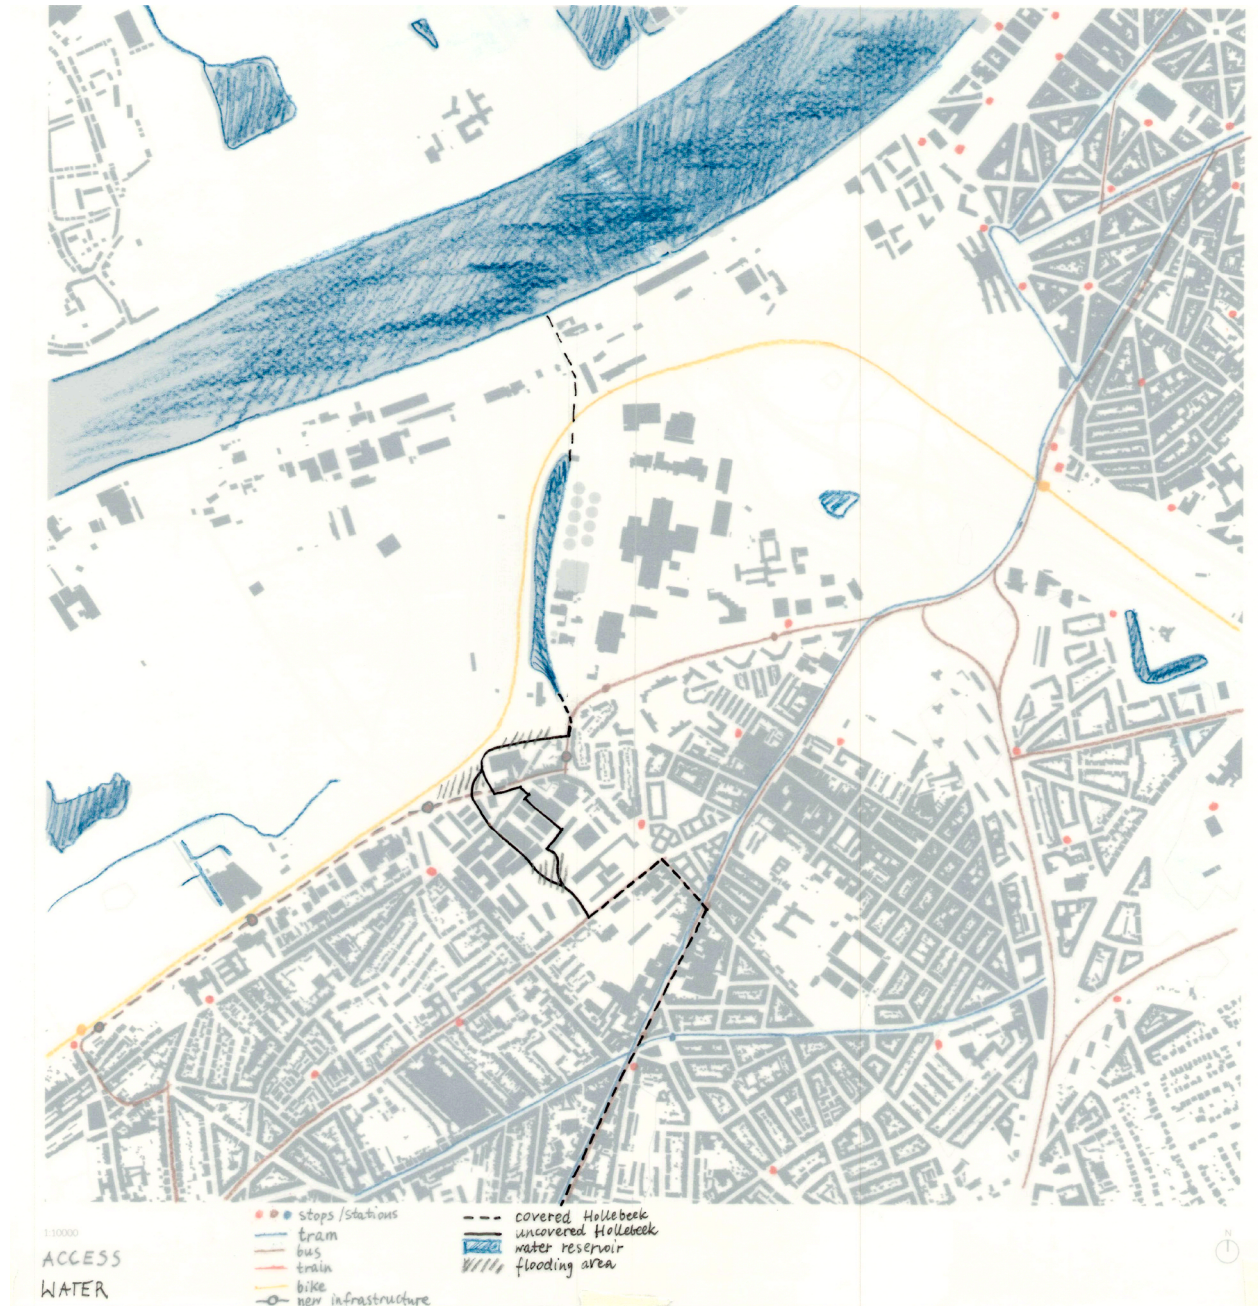 1:10000
ACCESS
WATER
stops/stations
tram
bus
train
bike
new infrastructure
covered Hollebeek
uncovered Hollebeek
water reservoir
flooding area
N